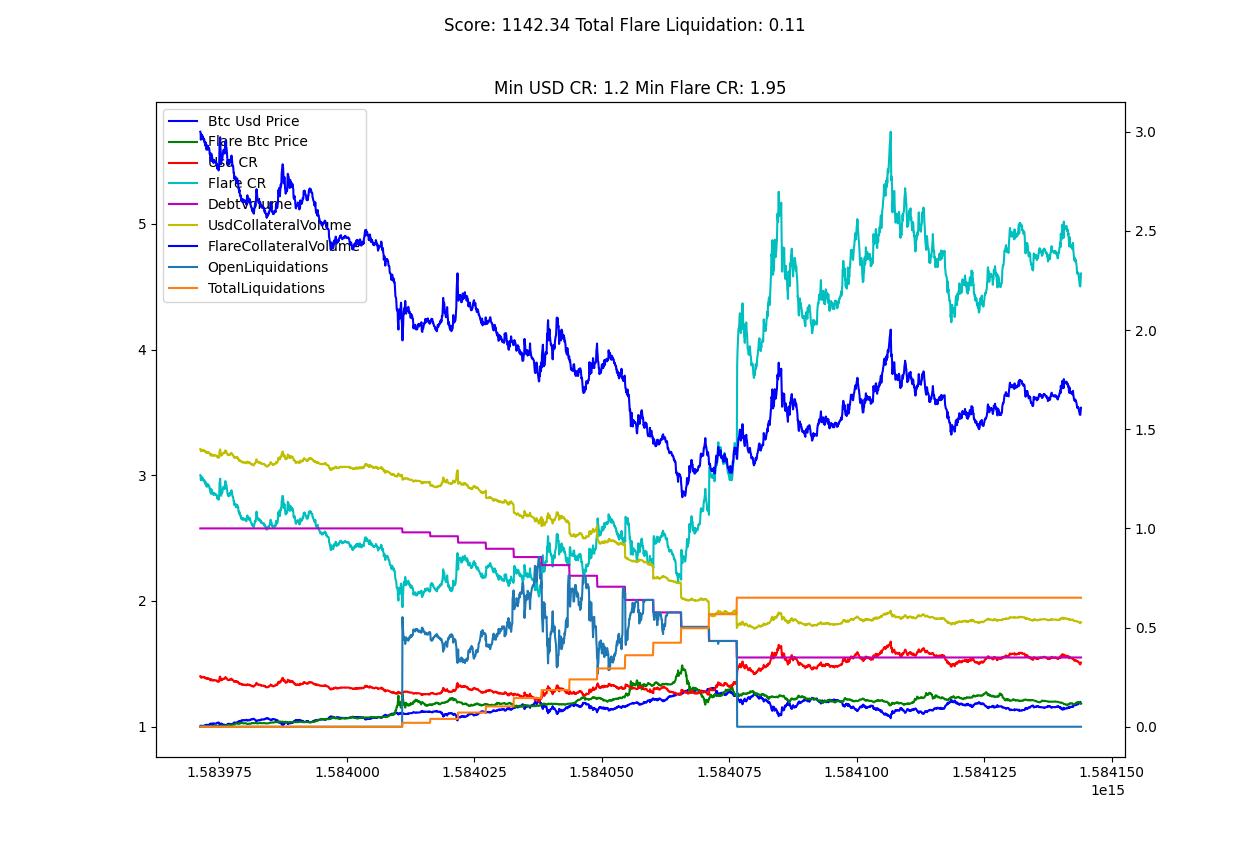 Score: 1142.34 Total Flare Liquidation: 0.11
Min USD CR: 1.2 Min Flare CR: 1.95
Btc Usd Price
Flare Btc Price
Usd CR
Flare CR
DebtVolume
UsdCollateralVolume
FlareCollateralVolume
OpenLiquidations
TotalLiquidations
5
4
3
2
1
3.0
2.5
2.0
1.5
1.0
0.5
0.0
1.583975 1.584000 1.584025 1.584050 1.584075 1.584100 1.584125 1.584150
1e15